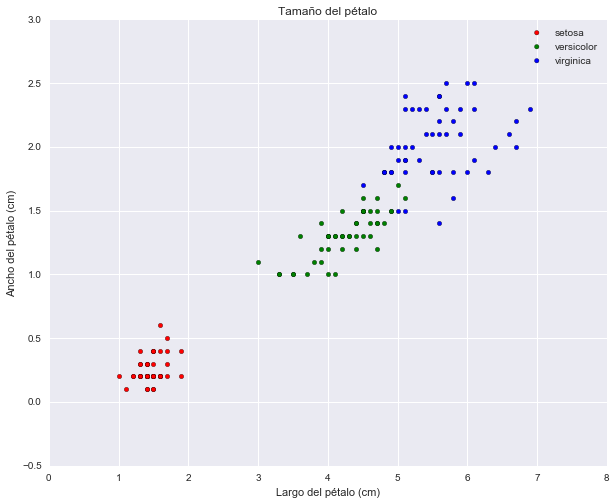 Tamaño del pétalo
setosa
versicolor
virginica
3.0
2.5
2.0
1.5
1.0
0.5
0.0
−0.5
Ancho del pétalo (cm)
0 1 2 3 4 5 6 7 8
Largo del pétalo (cm)